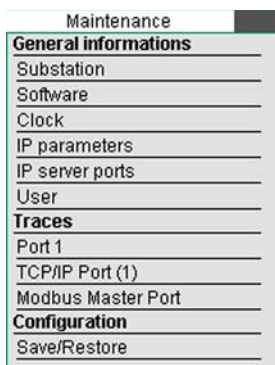 Maintenance
General informations
Substation
Software
Clock
IP parameters
IP server ports
User
Traces
Port 1
TCP/IP Port (1)
Modbus Master Port
Configuration
Save/Restore